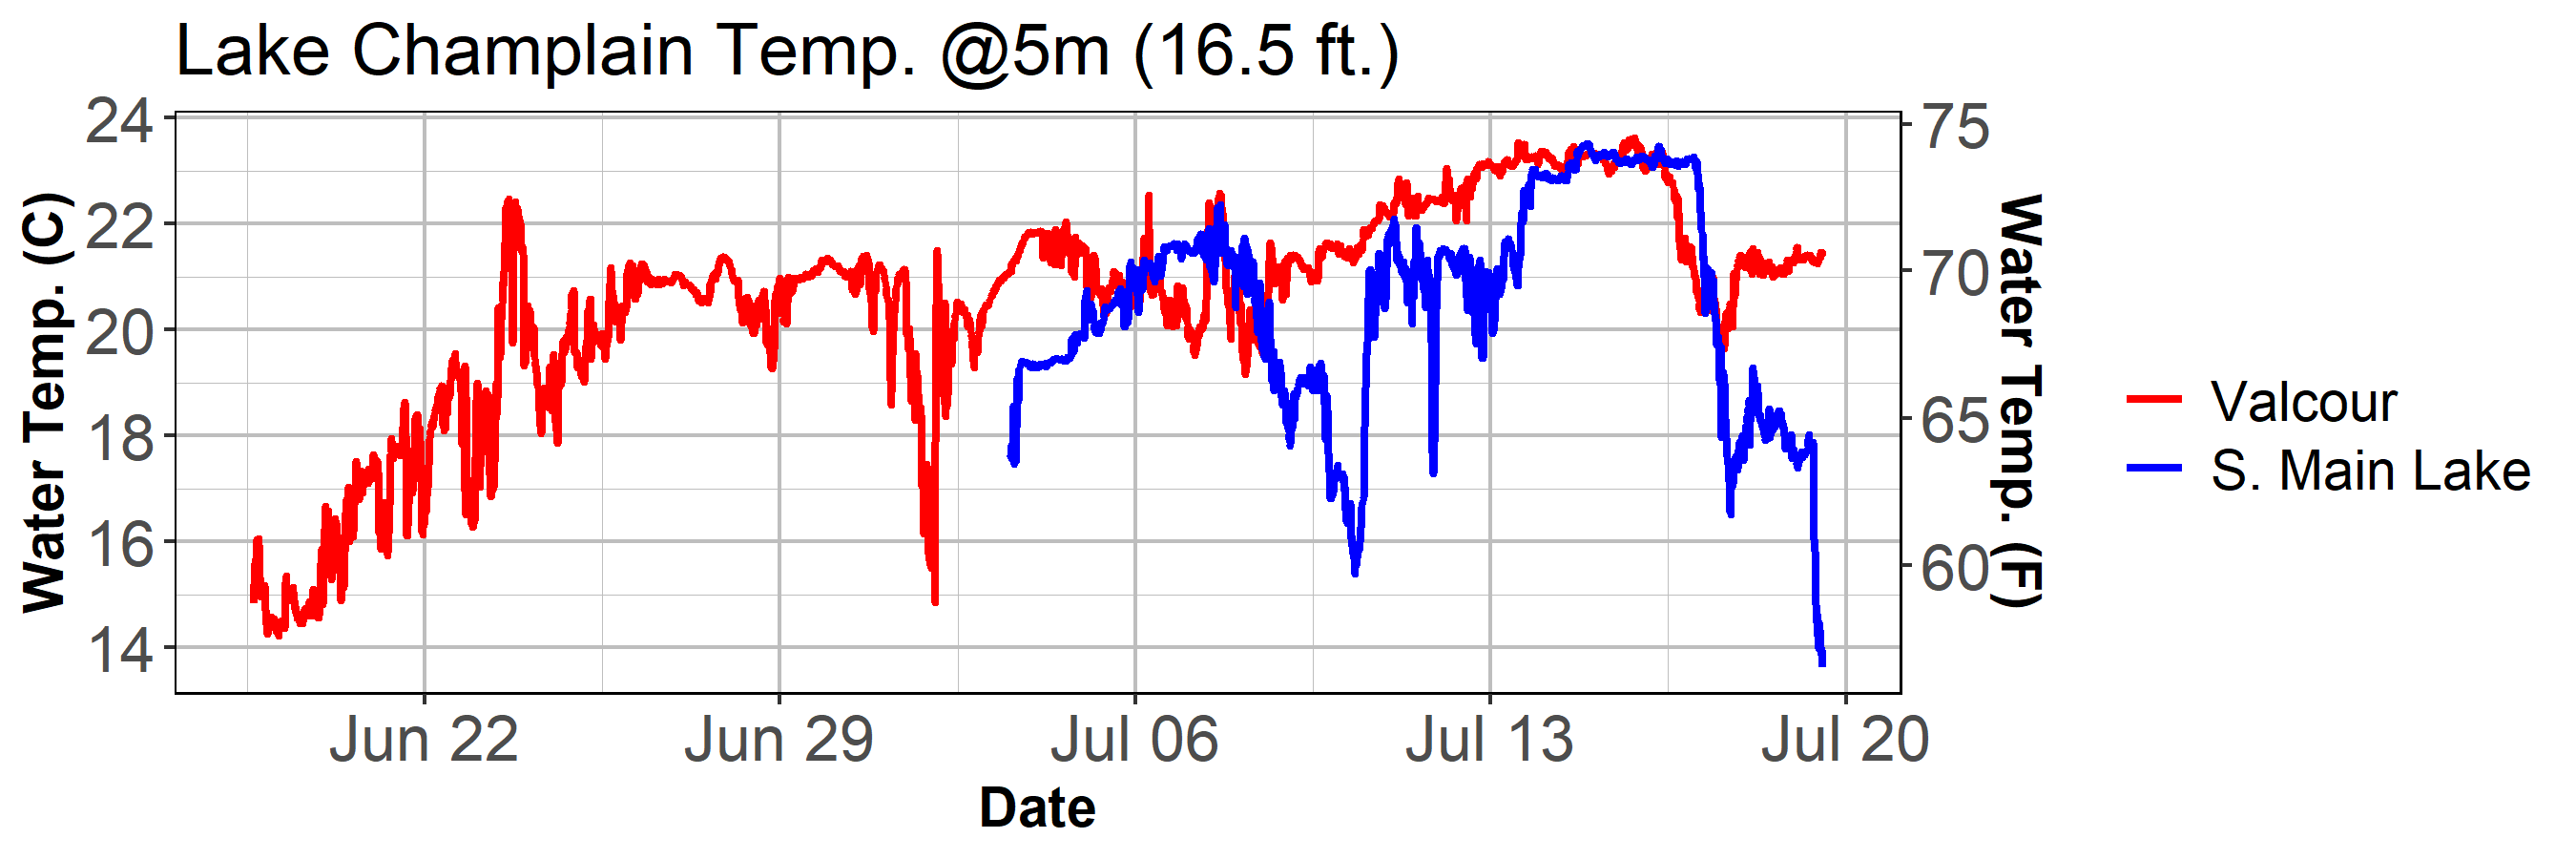 Lake Champlain Temp. @5m (16.5 ft.)
Water Temp. (C)
24
22
20
18
16
14
75
70
65
60
Water Temp. (F)
Jun 22
Jun 29
Jul 06
Jul 13
Jul 20
Date
Valcour
S. Main Lake